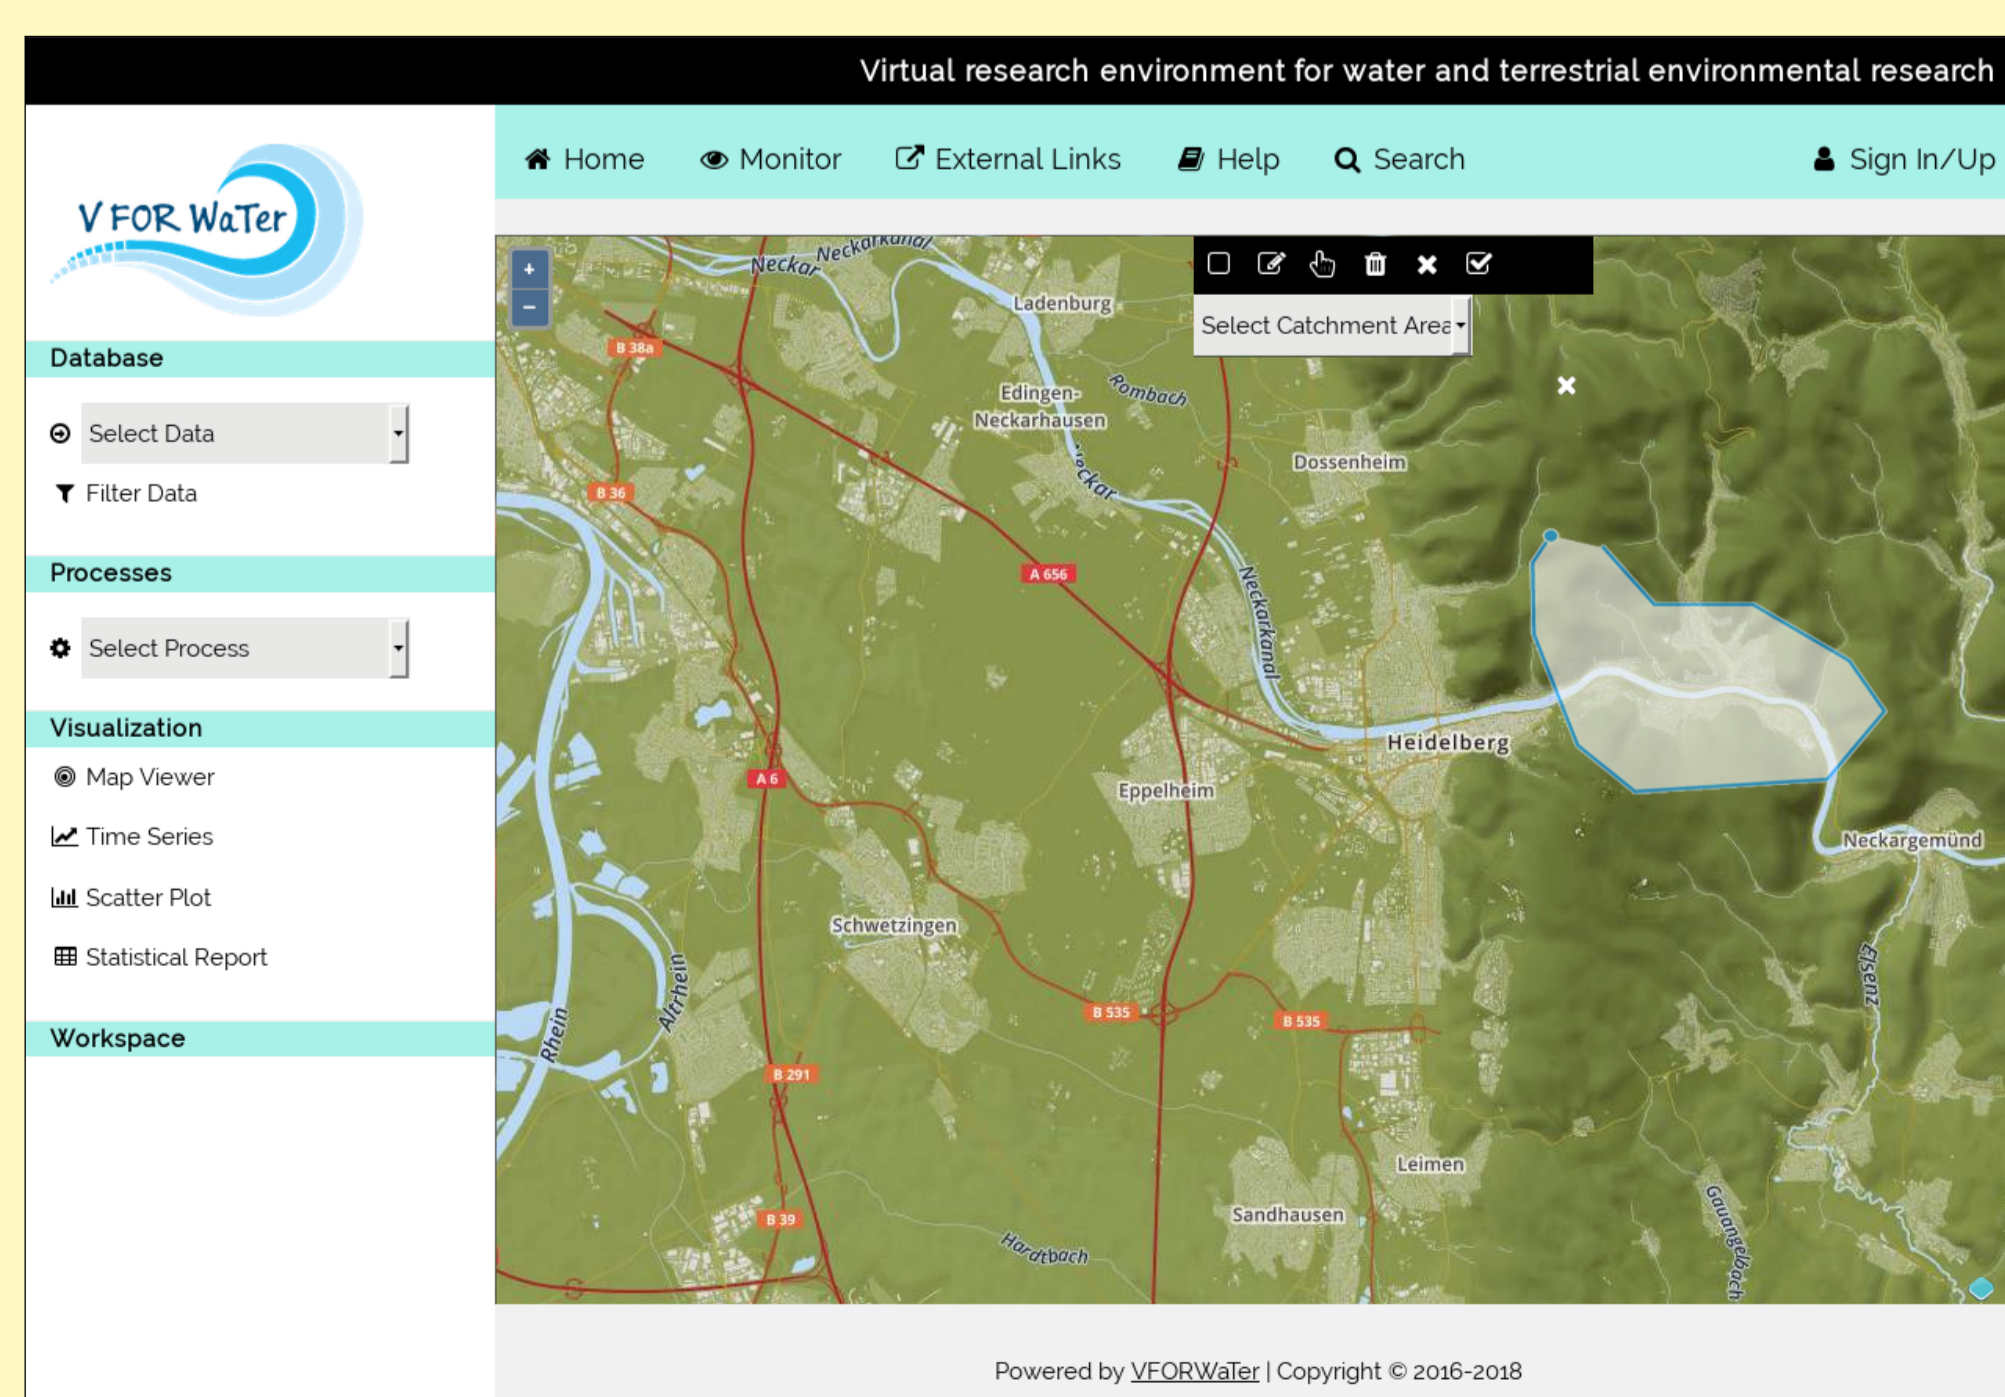 Virtual research environment for water and terrestrial environmental research
V FOR WaTer
Home
Monitor
External Links
Help
Search
Sign In/Up
Database
Select Data
Filter Data
Processes
Select Process
Visualization
Map Viewer
Time Series
Scatter Plot
Statistical Report
Workspace
+
−
Select Catchment Area
Neckar
Neckarkanal
Ladenburg
B 38a
Edingen-
Neckarhausen
Rombach
Neckar
Dossenheim
B 36
A 656
Neckarkanal
Heidelberg
A 6
Eppelheim
Neckargemünd
Schwetzingen
Altrhein
Elsenz
Rhein
B 535
B 535
B 291
Leimen
Sandhausen
B 39
Hardtbach
Gauangelbach
Powered by VFORWaTer | Copyright © 2016-2018